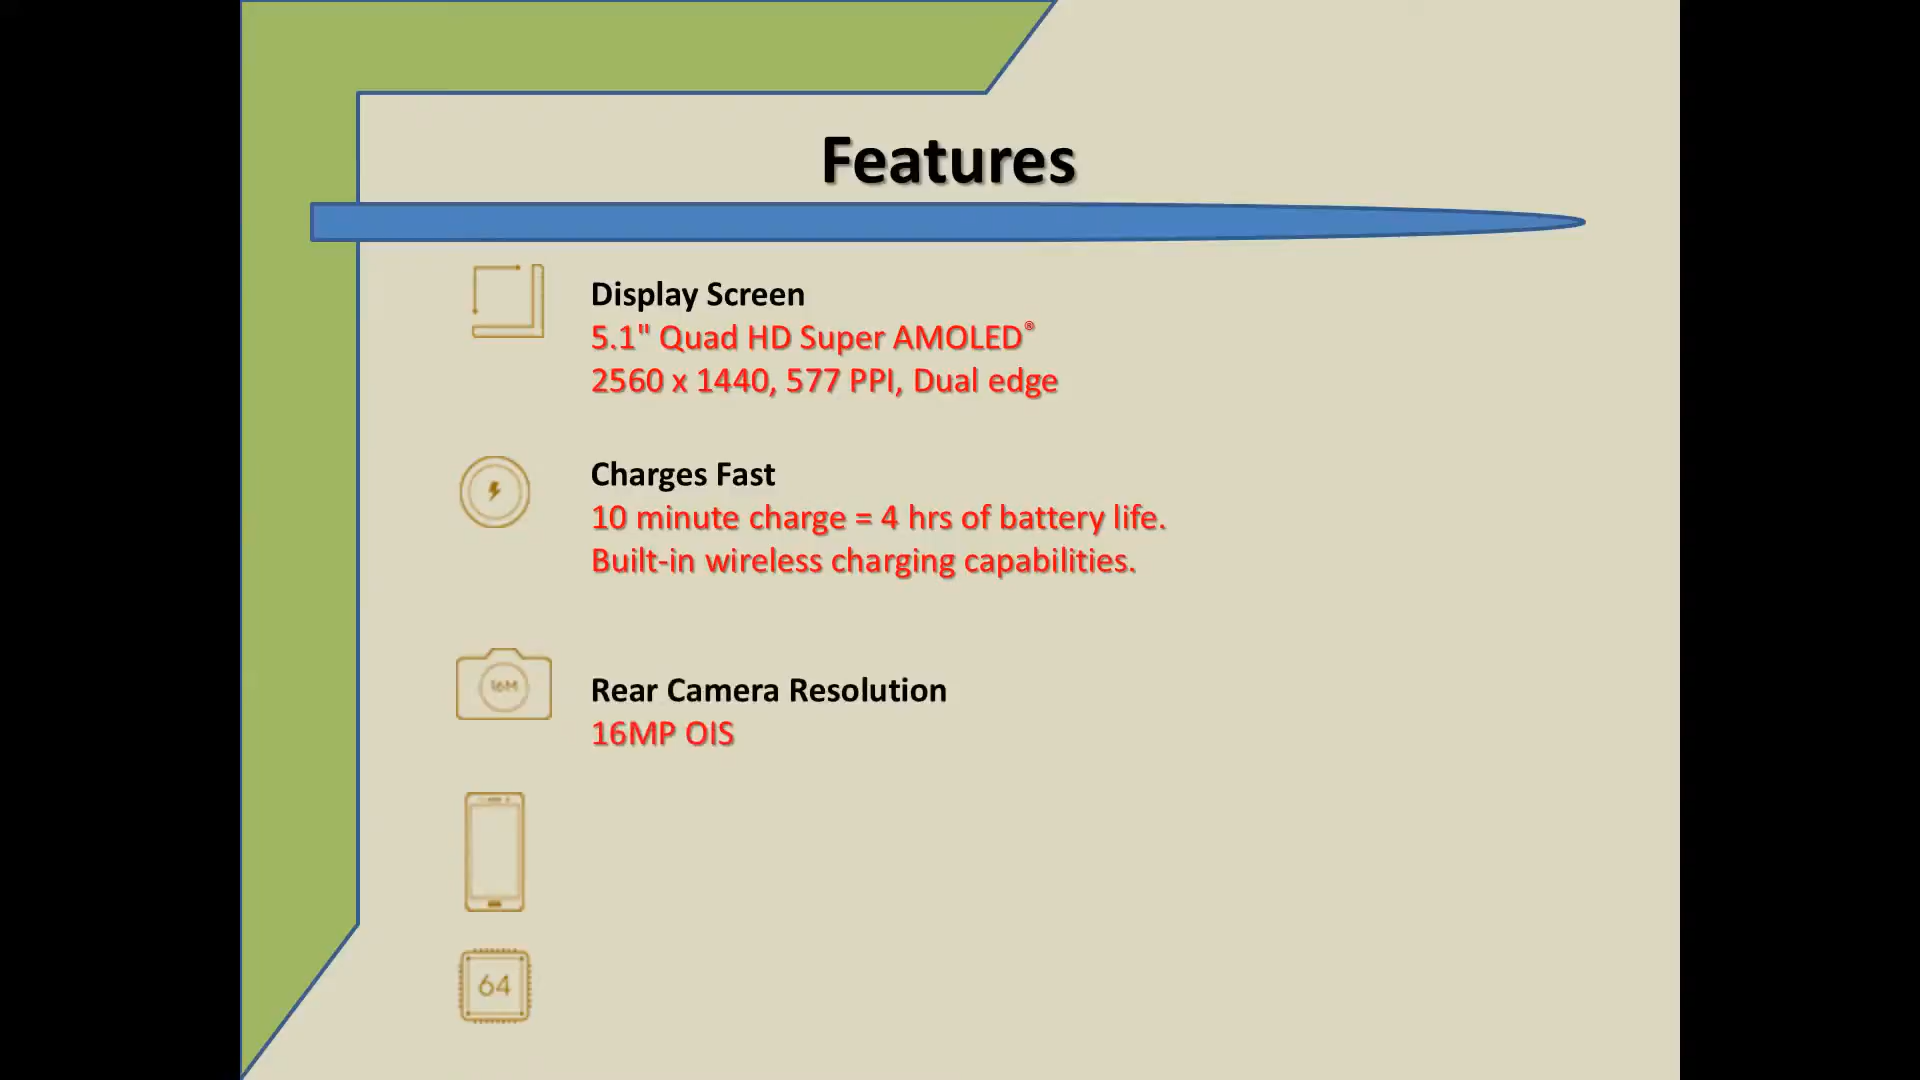 Features
Display Screen
5.1" Quad HD Super AMOLED®
2560 x 1440, 577 PPI, Dual edge
Charges Fast
10 minute charge = 4 hrs of battery life.
Built-in wireless charging capabilities.
16M
Rear Camera Resolution
16MP OIS
64